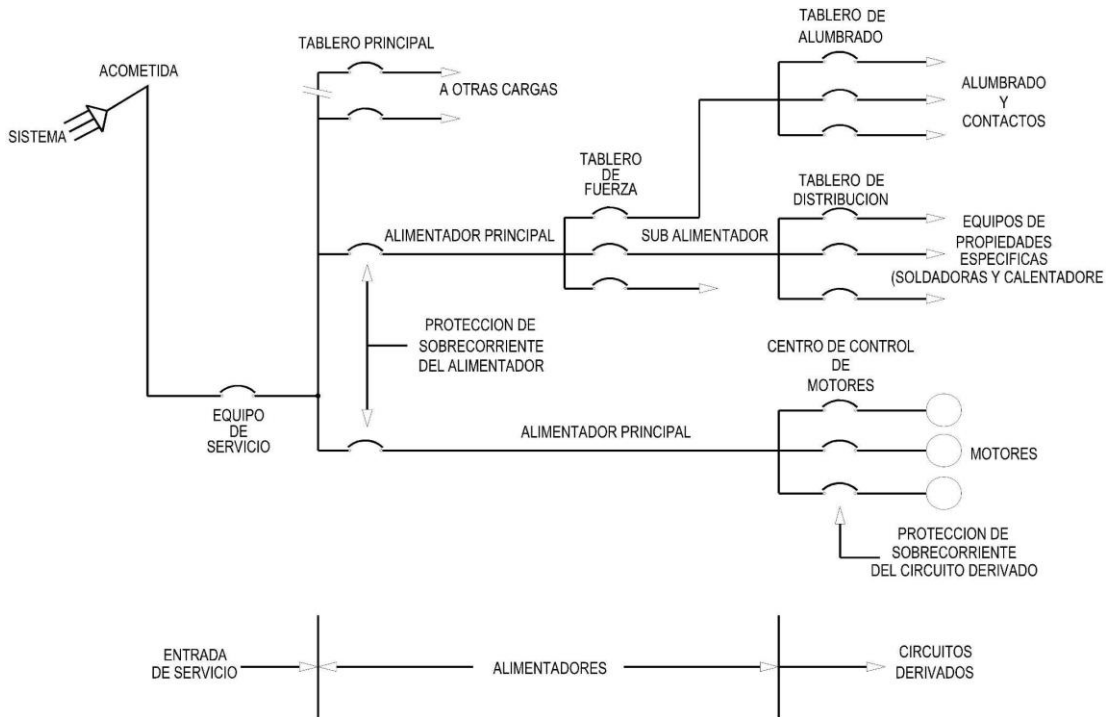 TABLERO PRINCIPAL
ACOMETIDA
SISTEMA
A OTRAS CARGAS
TABLERO DE
ALUMBRADO
ALUMBRADO
Y
CONTACTOS
TABLERO
DE
FUERZA
TABLERO DE
DISTRIBUCION
ALIMENTADOR PRINCIPAL
SUB ALIMENTADOR
EQUIPOS DE
PROPIEDADES
ESPECIFICAS
(SOLDADORAS Y CALENTADORE
PROTECCION DE
SOBRECORRIENTE
DEL ALIMENTADOR
CENTRO DE CONTROL
DE
MOTORES
EQUIPO
DE
SERVICIO
ALIMENTADOR PRINCIPAL
MOTORES
PROTECCION DE
SOBRECORRIENTE
DEL CIRCUITO DERIVADO
ENTRADA
DE SERVICIO
ALIMENTADORES
CIRCUITOS
DERIVADOS